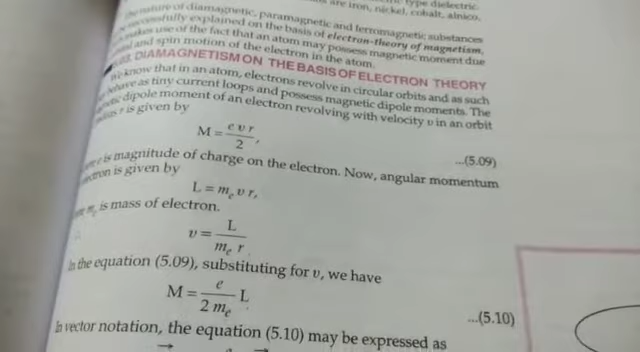 type dielectric.
are iron, nickel, cobalt, alnico,
nature of diamagnetic, paramagnetic and ferromagnetic substances
successfully explained on the basis of electron-theory of magnetism.
makes use of the fact that an atom may possess magnetic moment due
and spin motion of the electron in the atom.
DIAMAGNETISM ON THE BASIS OF ELECTRON THEORY
We know that in an atom, electrons revolve in circular orbits and as such
behave as tiny current loops and possess magnetic dipole moments. The
dipole moment of an electron revolving with velocity v in an orbit
r is given by
M = e v r / 2 , ...(5.09)
e is magnitude of charge on the electron. Now, angular momentum
is given by
L = mₑ v r,
mₑ is mass of electron.
v = L / mₑ r
In the equation (5.09), substituting for v, we have
M = e / 2 mₑ L ...(5.10)
In vector notation, the equation (5.10) may be expressed as